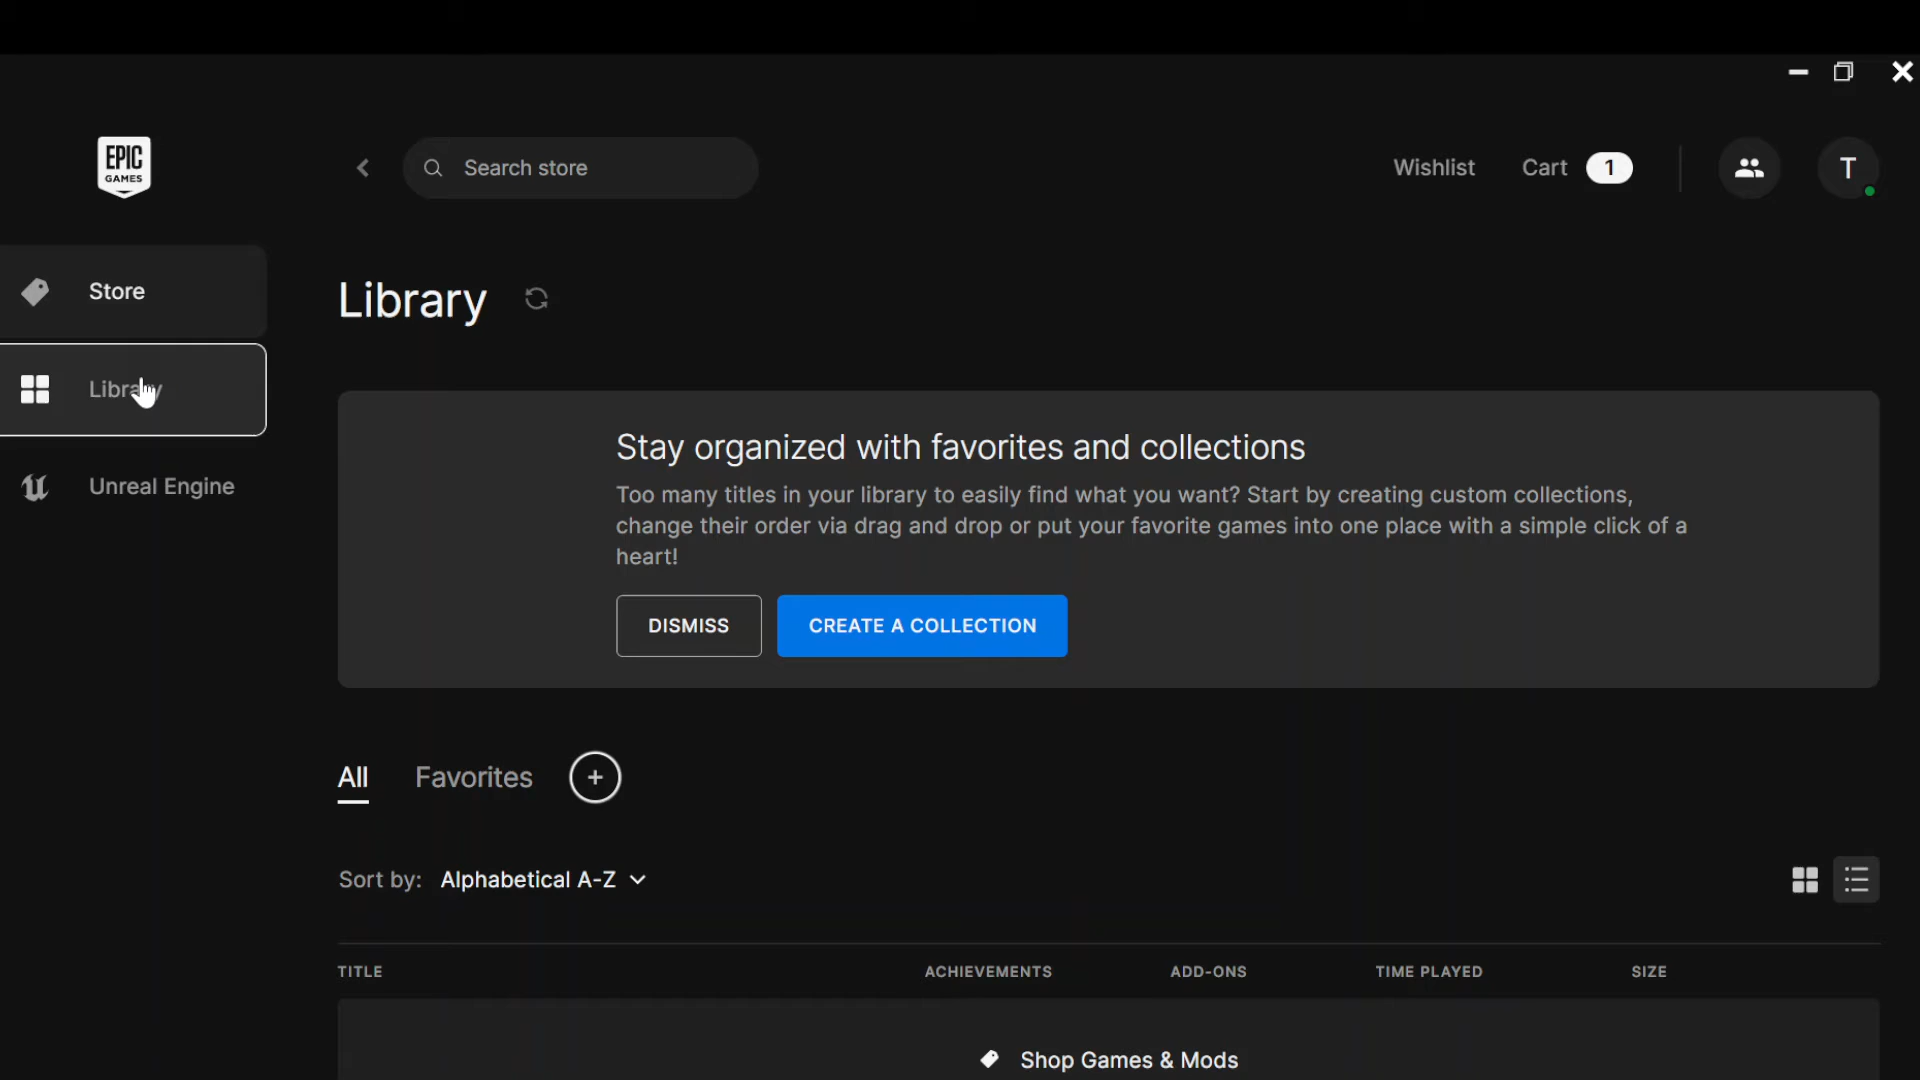 EPIC
GAMES
Search store
Wishlist
Cart 1
T
Store
Library
Unreal Engine
Library
Stay organized with favorites and collections
Too many titles in your library to easily find what you want? Start by creating custom collections,
change their order via drag and drop or put your favorite games into one place with a simple click of a
heart!
DISMISS
CREATE A COLLECTION
All
Favorites
+
Sort by: Alphabetical A-Z
TITLE
ACHIEVEMENTS
ADD-ONS
TIME PLAYED
SIZE
Shop Games & Mods